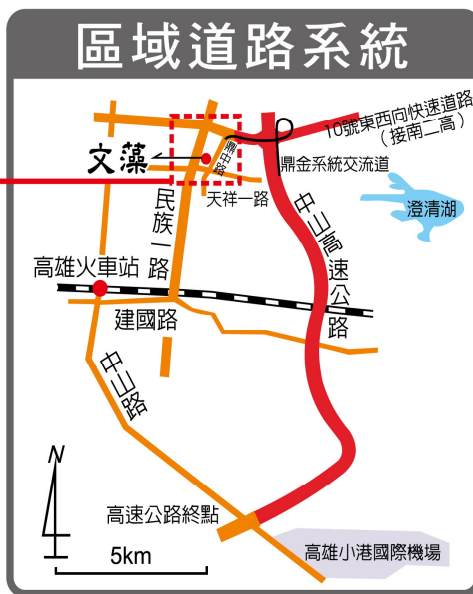 區域道路系統
10號東西向快速道路
（接南二高）
鼎中路
文藻
鼎金系統交流道
民族一路
天祥一路
澄清湖
中山高速公路
高雄火車站
建國路
中山路
N
高速公路終點
5km
高雄小港國際機場